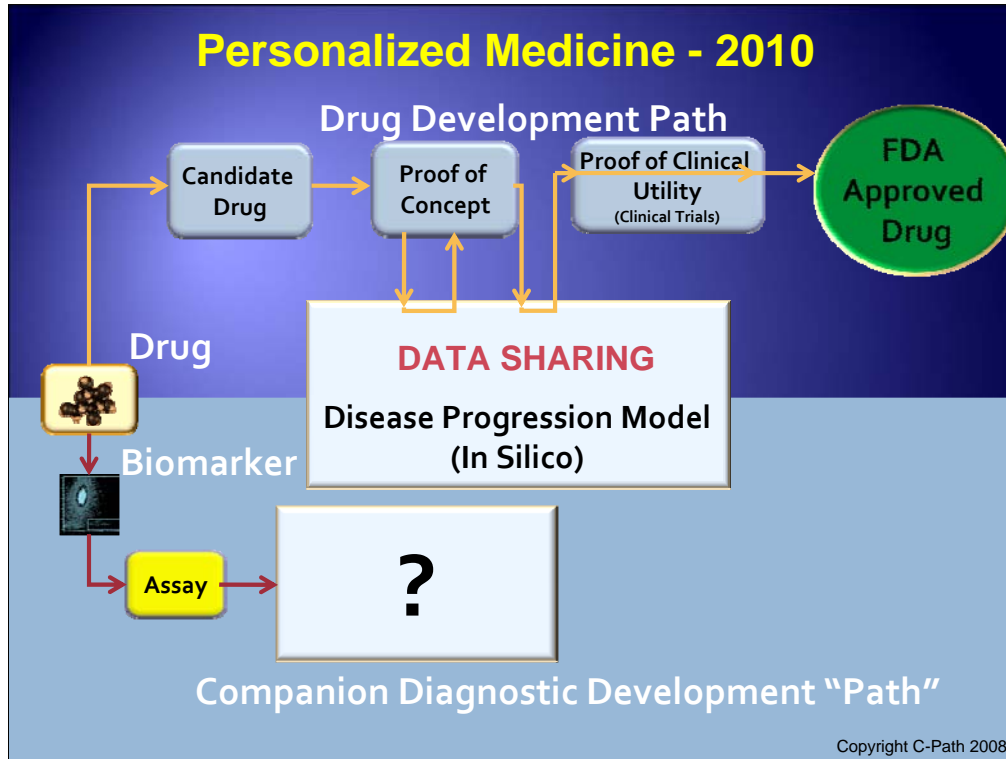 Personalized Medicine - 2010
Drug Development Path
Candidate
Drug
Proof of
Concept
Proof of Clinical
Utility
(Clinical Trials)
FDA
Approved
Drug
Drug
DATA SHARING
Disease Progression Model
(In Silico)
Biomarker
Assay
?
Companion Diagnostic Development “Path”
Copyright C-Path 2008